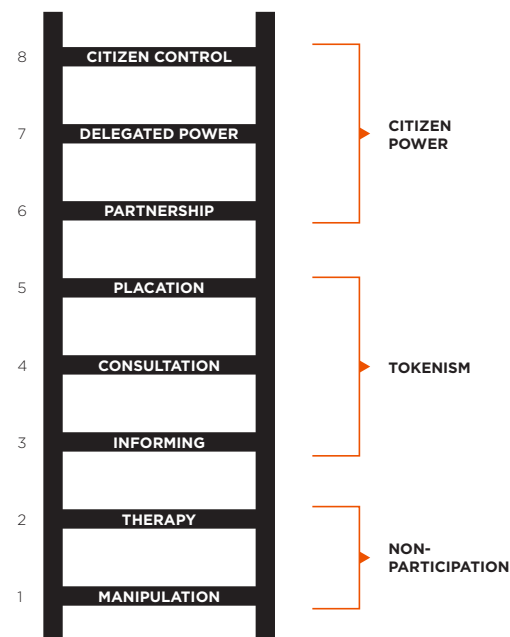 8 CITIZEN CONTROL
7 DELEGATED POWER
6 PARTNERSHIP
5 PLACATION
4 CONSULTATION
3 INFORMING
2 THERAPY
1 MANIPULATION
CITIZEN
POWER
TOKENISM
NON-
PARTICIPATION